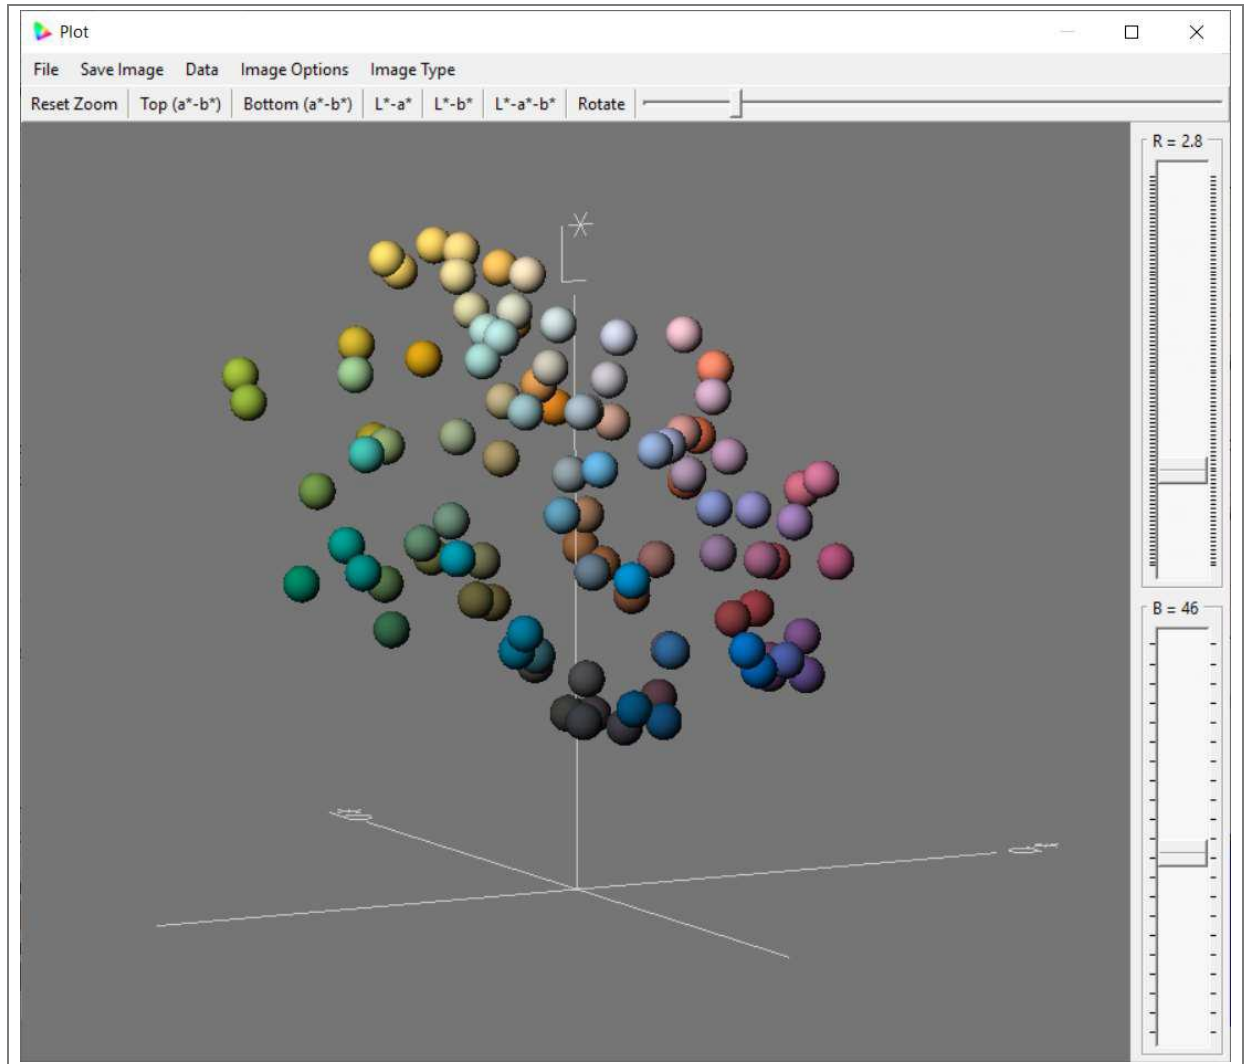 Plot
File Save Image Data Image Options Image Type
Reset Zoom Top (a*-b*) Bottom (a*-b*) L*-a* L*-b* L*-a*-b* Rotate
R = 2.8
L*
B = 46
b*
a*